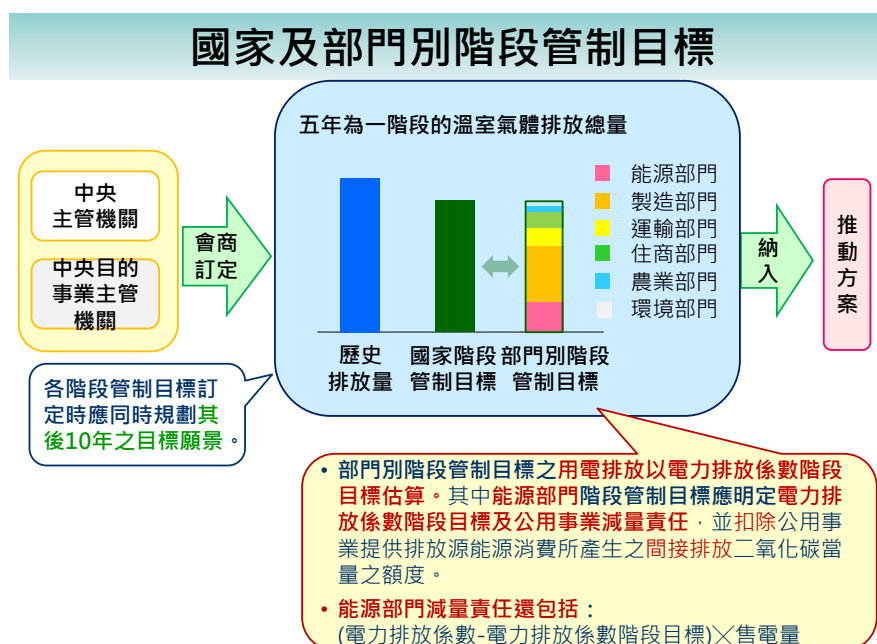 國家及部門別階段管制目標
五年為一階段的溫室氣體排放總量
中央
主管機關
中央目的
事業主管
機關
會商
訂定
能源部門
製造部門
運輸部門
住商部門
農業部門
環境部門
歷史
排放量
國家階段
管制目標
部門別階段
管制目標
納
入
推
動
方
案
各階段管制目標訂
定時應同時規劃其
後10年之目標願景。
• 部門別階段管制目標之用電排放以電力排放係數階段
目標估算。其中能源部門階段管制目標應明定電力排
放係數階段目標及公用事業減量責任，並扣除公用事
業提供排放源能源消費所產生之間接排放二氧化碳當
量之額度。
• 能源部門減量責任還包括：
(電力排放係數-電力排放係數階段目標)×售電量